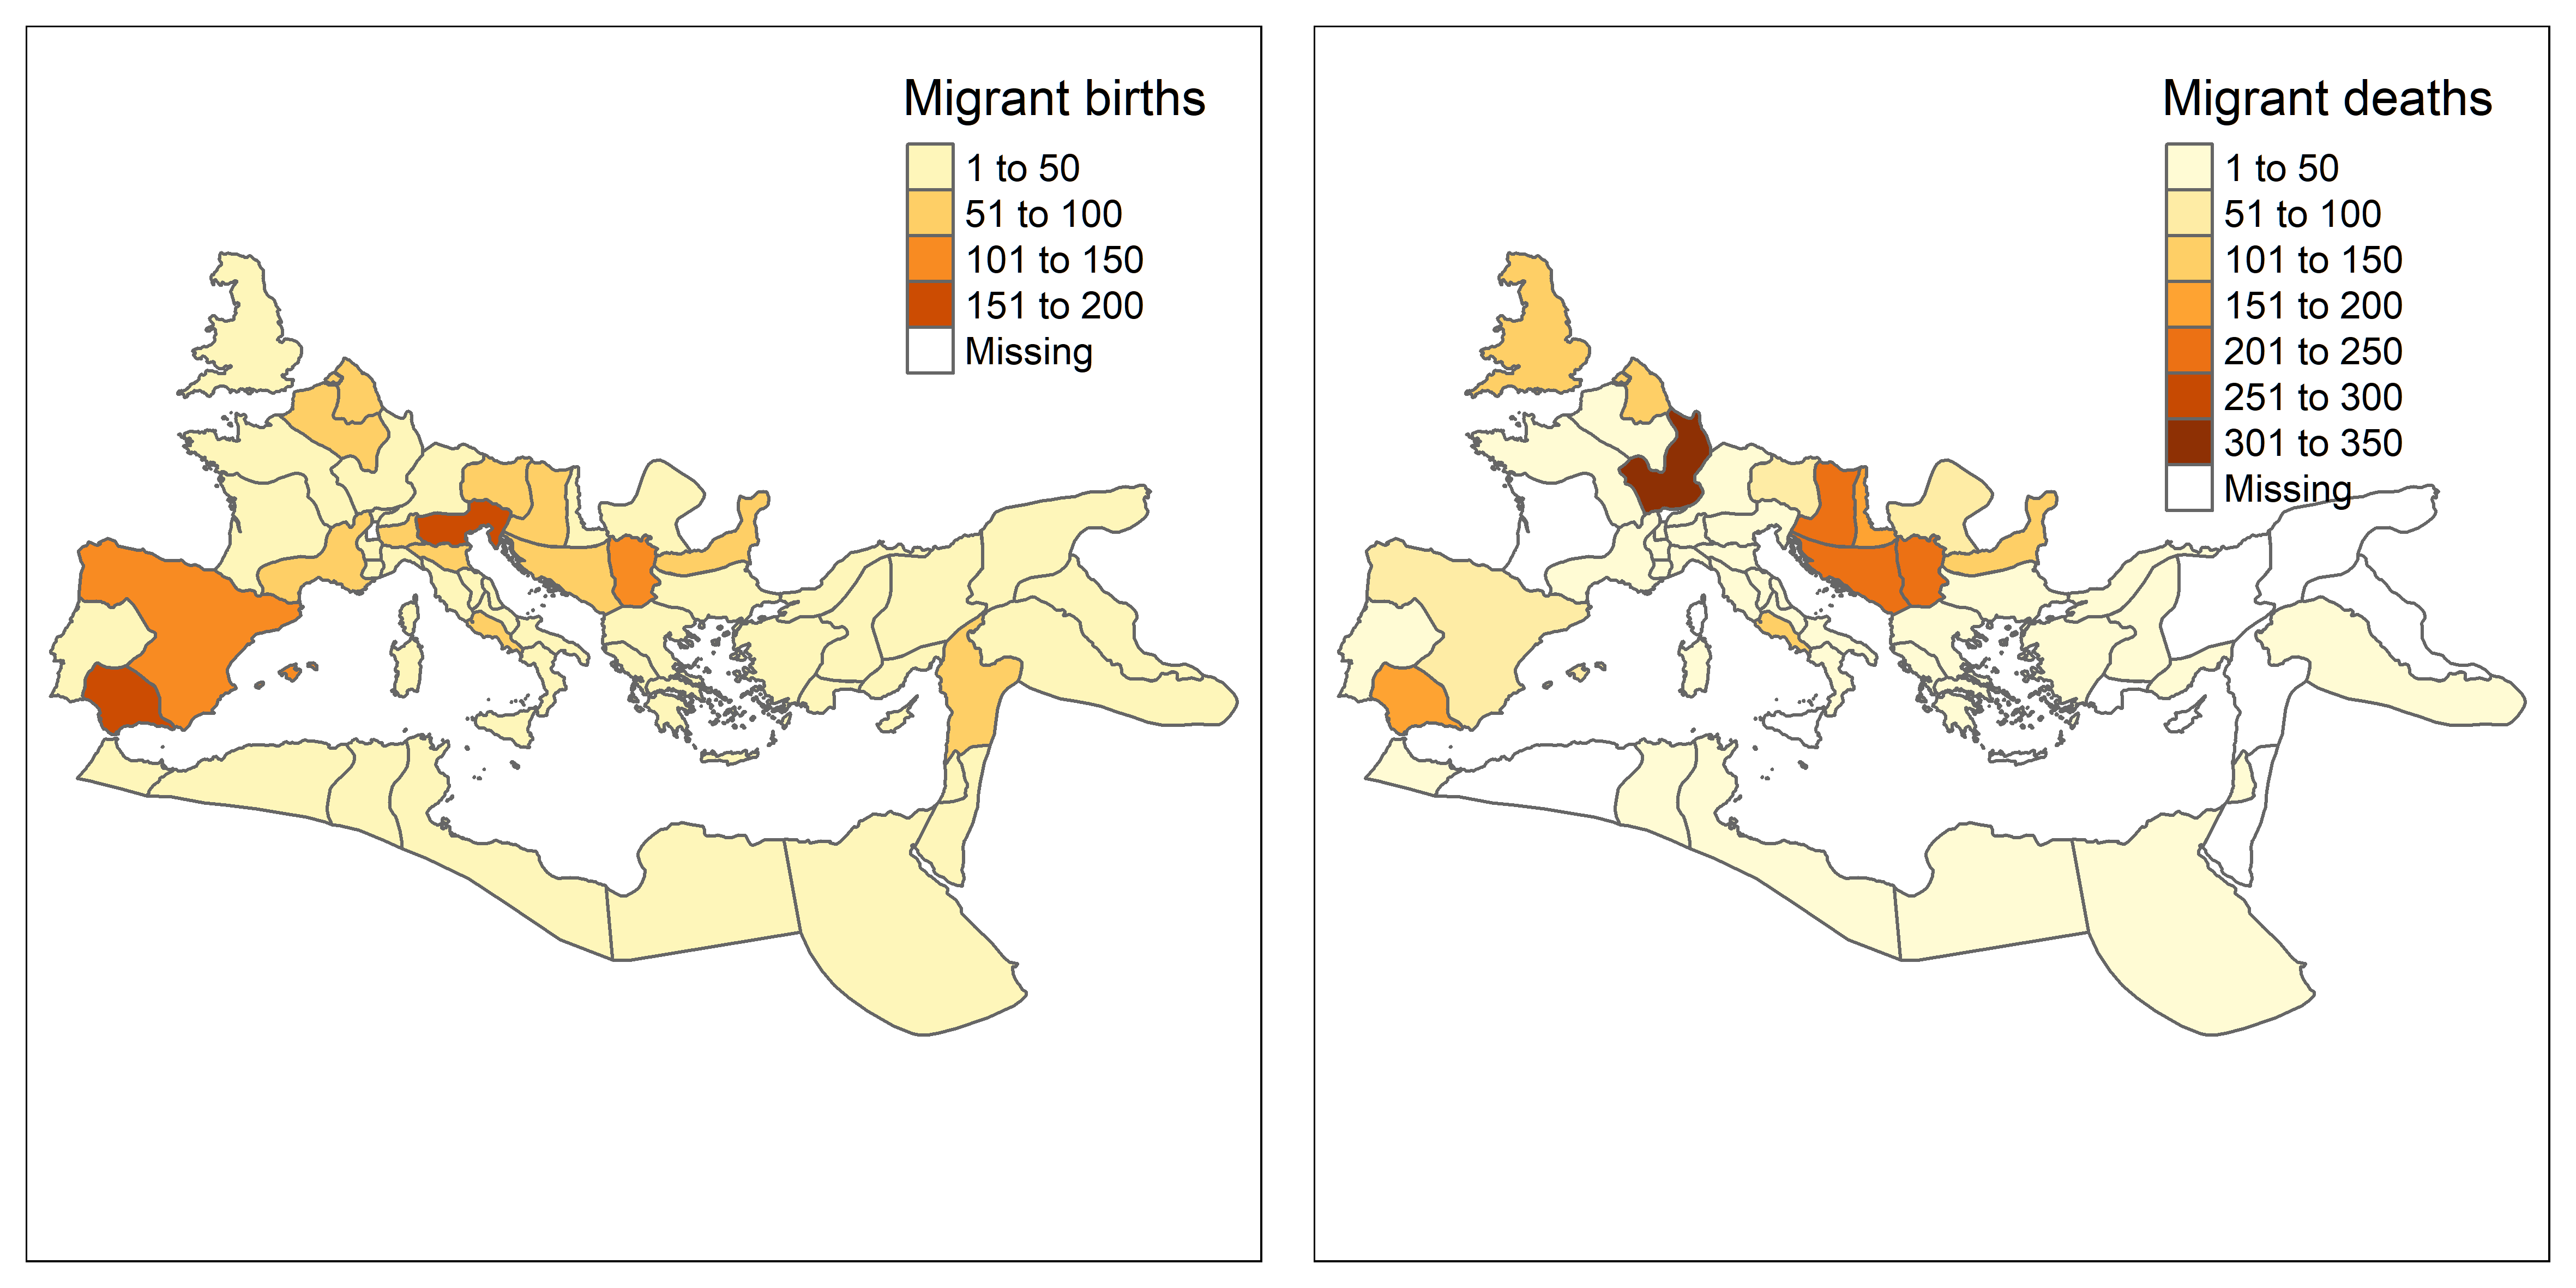 Migrant births
1 to 50
51 to 100
101 to 150
151 to 200
Missing
Migrant deaths
1 to 50
51 to 100
101 to 150
151 to 200
201 to 250
251 to 300
301 to 350
Missing